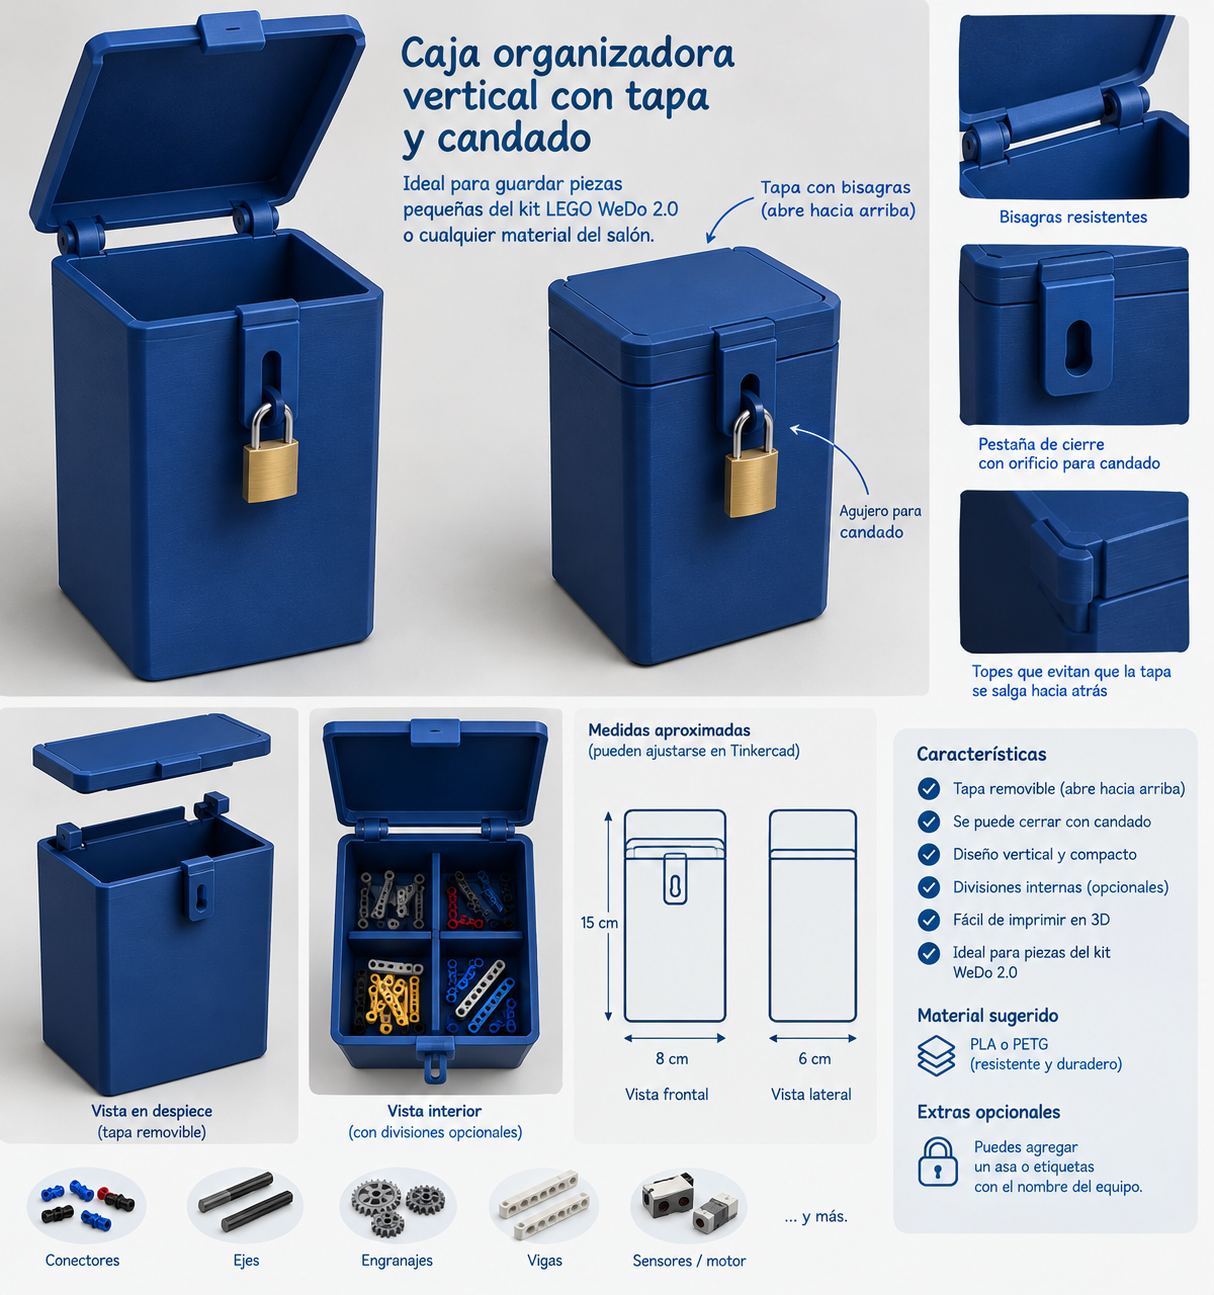 Caja organizadora
vertical con tapa
y candado
Ideal para guardar piezas
pequeñas del kit LEGO WeDo 2.0
o cualquier material del salón.
Tapa con bisagras
(abre hacia arriba)
Agujero para
candado
Bisagras resistentes
Pestaña de cierre
con orificio para candado
Topes que evitan que la tapa
se salga hacia atrás
Vista en despiece
(tapa removible)
Vista interior
(con divisiones opcionales)
Medidas aproximadas
(pueden ajustarse en Tinkercad)
15 cm
8 cm
6 cm
Vista frontal
Vista lateral
Características
Tapa removible (abre hacia arriba)
Se puede cerrar con candado
Diseño vertical y compacto
Divisiones internas (opcionales)
Fácil de imprimir en 3D
Ideal para piezas del kit
WeDo 2.0
Material sugerido
PLA o PETG
(resistente y duradero)
Extras opcionales
Puedes agregar
un asa o etiquetas
con el nombre del equipo.
Conectores
Ejes
Engranajes
Vigas
Sensores / motor
... y más.